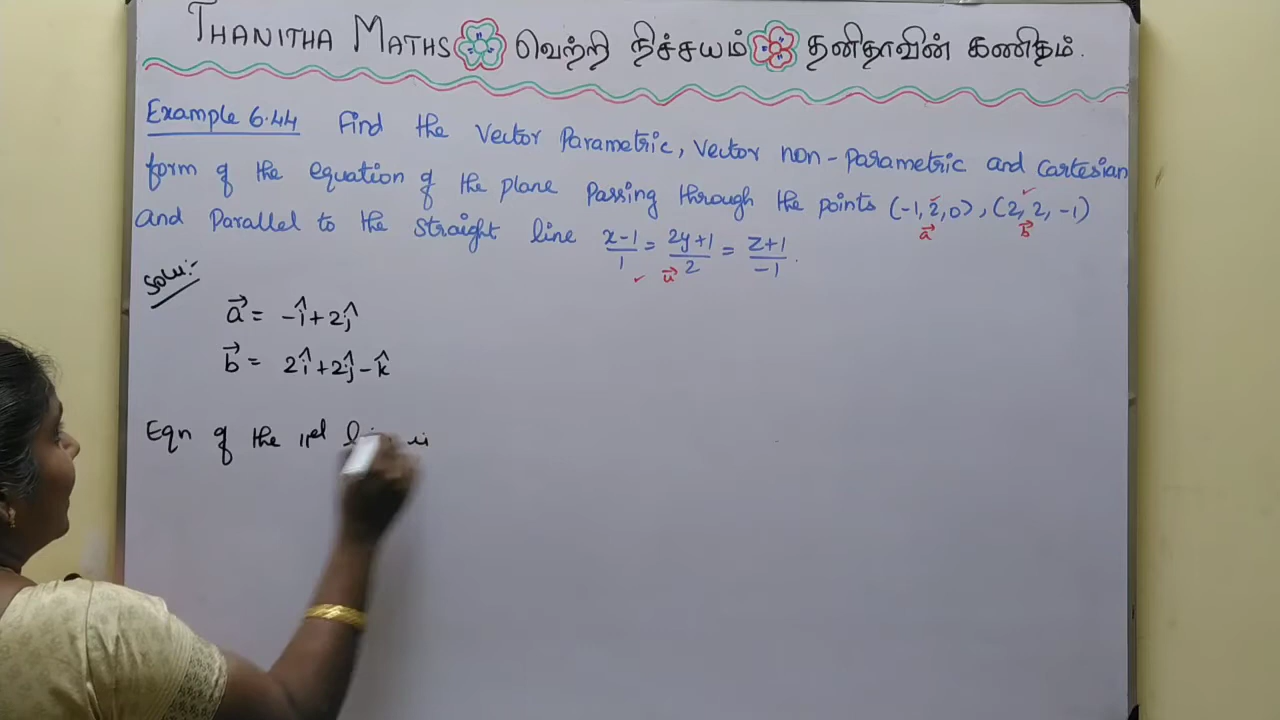 THANITHA MATHS வெற்றி நிச்சயம் தனிதாவின் கணிதம்.
Example 6.44 Find the Vector Parametric, Vector non-parametric and Cartesian
form of the equation of the plane passing through the points (-1, 2, 0), (2, 2, -1)
and parallel to the straight line x-1/1 = 2y+1/2 = z+1/-1.
a⃗ b⃗
u⃗
Solu:-
a⃗ = -î+2ĵ
b⃗ = 2î+2ĵ-k̂
Eqn of the ||el